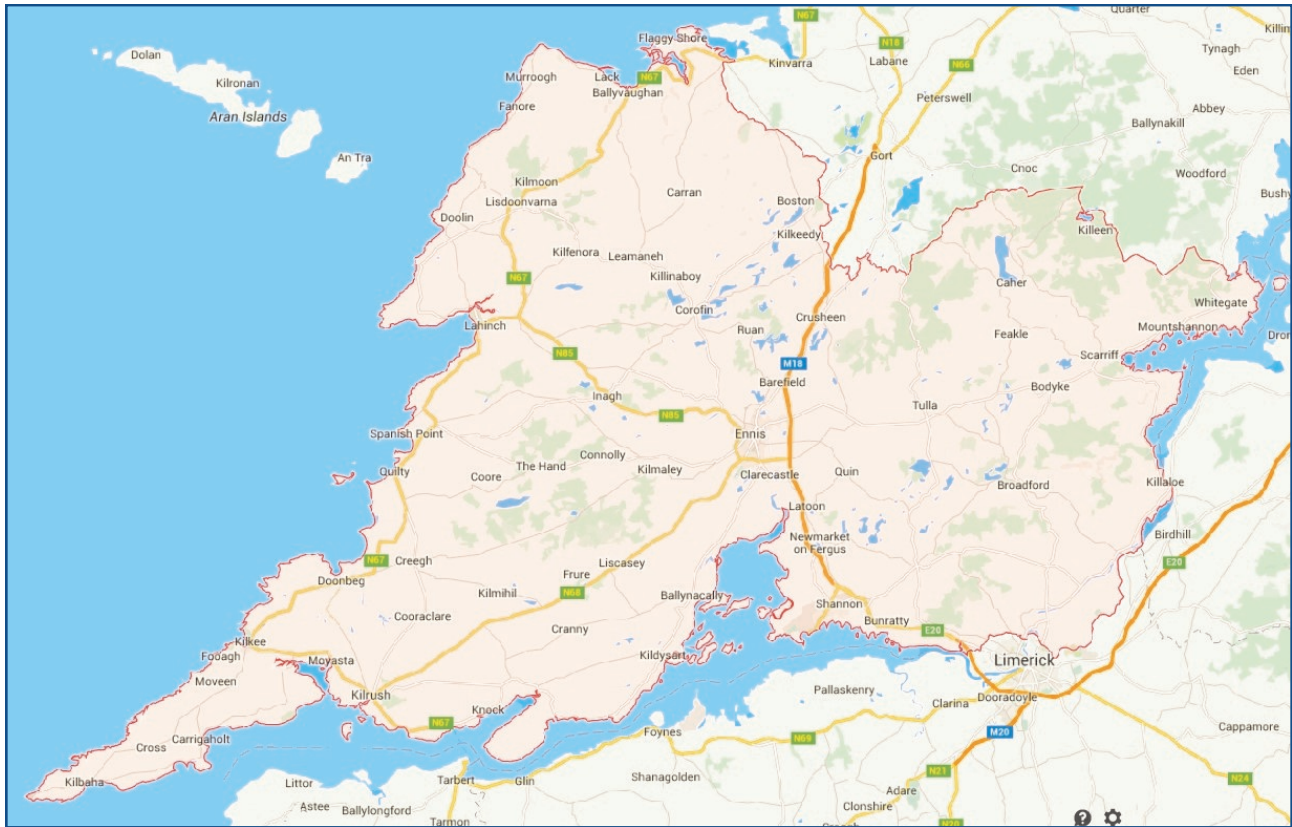 Quarter
N67
Flaggy Shore
Killin
N18
Dolan
Kinvarra
Labane
Tynagh
N66
Eden
Murroogh
Lack
N67
Kilronan
Ballyvaughan
Peterswell
Fanore
Abbey
Aran Islands
Ballynakill
An Tra
Gort
Cnoc
Woodford
Kilmoon
Carran
Bushy
Lisdoonvarna
Boston
Doolin
Killeen
Kilkeedy
Kilfenora
Leamaneh
N67
Killinaboy
Caher
Whitegate
Corofin
Crusheen
Lahinch
Ruan
Feakle
Mountshannon
Dron
N85
Scarriff
M18
Barefield
Bodyke
Inagh
Tulla
N85
Spanish Point
Ennis
Connolly
The Hand
Quilty
Coore
Kilmaley
Clarecastle
Quin
Broadford
Killaloe
Latoon
Newmarket
on Fergus
Birdhill
N67
Creegh
Liscasey
E20
Doonbeg
Frure
Kilmihil
N68
Ballynacally
Shannon
Cooraclare
Bunratty
Cranny
E20
Kilkee
Fooagh
Moyasta
Kildysart
Limerick
Moveen
Kilrush
Pallaskenry
Dooradoyle
Knock
Clarina
N67
Cappamore
Foynes
M20
Carrigaholt
Cross
N69
N21
Kilbaha
Littor
Tarbert
Glin
Shanagolden
N24
Adare
Astee
Ballylongford
Clonshire
Tarmon
N20